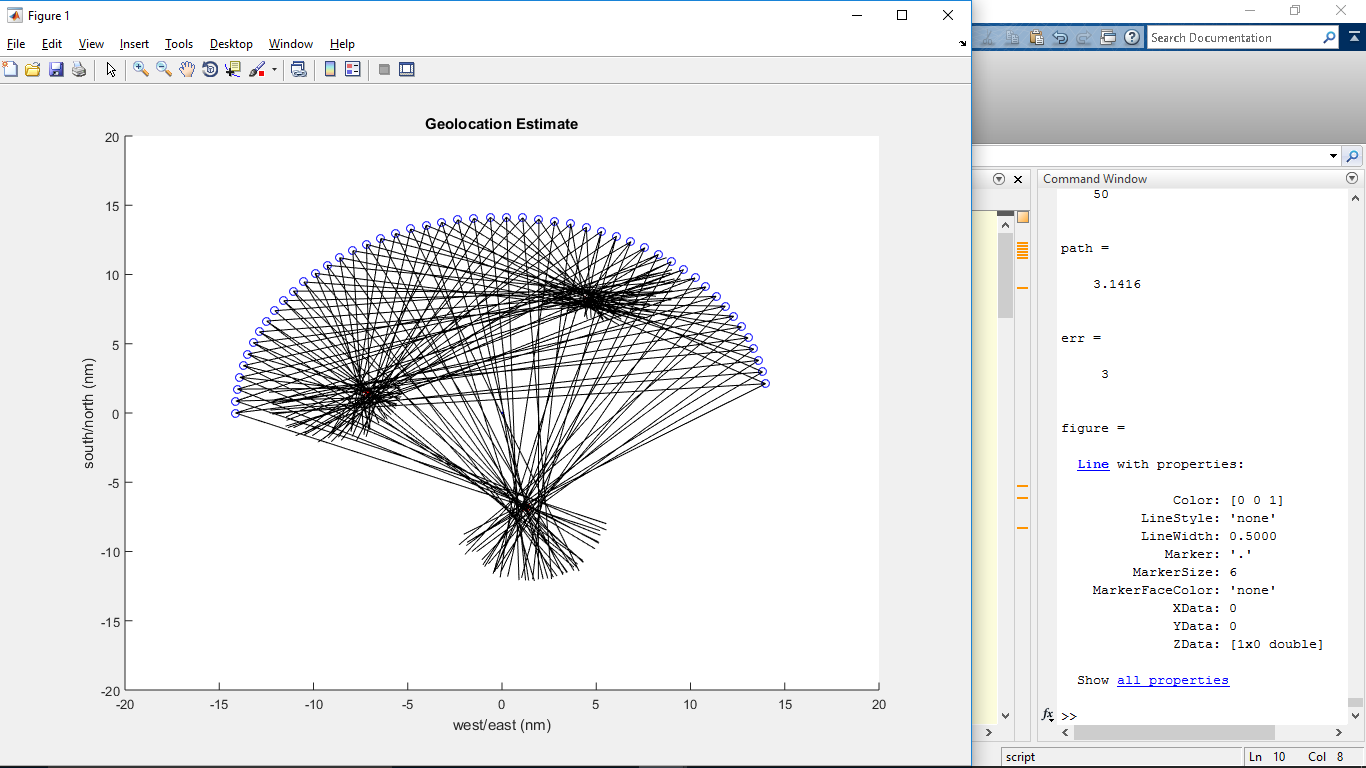 Figure 1
File Edit View Insert Tools Desktop Window Help
Geolocation Estimate
20
15
10
5
0
-5
-10
-15
-20
south/north (nm)
-20 -15 -10 -5 0 5 10 15 20
west/east (nm)
Search Documentation
Command Window
50
path =
3.1416
err =
3
figure =
Line with properties:
Color: [0 0 1]
LineStyle: 'none'
LineWidth: 0.5000
Marker: '.'
MarkerSize: 6
MarkerFaceColor: 'none'
XData: 0
YData: 0
ZData: [1x0 double]
Show all properties
fx >>
script
Ln 10 Col 8